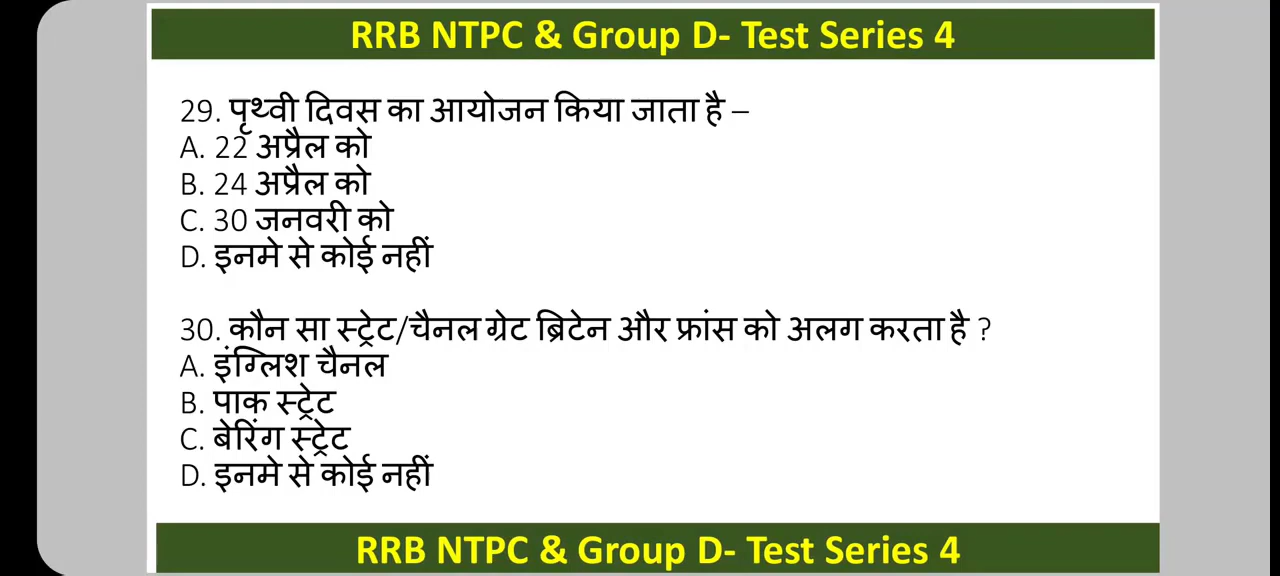 RRB NTPC & Group D- Test Series 4
29. पृथ्वी दिवस का आयोजन किया जाता है –
A. 22 अप्रैल को
B. 24 अप्रैल को
C. 30 जनवरी को
D. इनमे से कोई नहीं
30. कौन सा स्ट्रेट/चैनल ग्रेट ब्रिटेन और फ्रांस को अलग करता है ?
A. इंग्लिश चैनल
B. पाक स्ट्रेट
C. बेरिंग स्ट्रेट
D. इनमे से कोई नहीं
RRB NTPC & Group D- Test Series 4